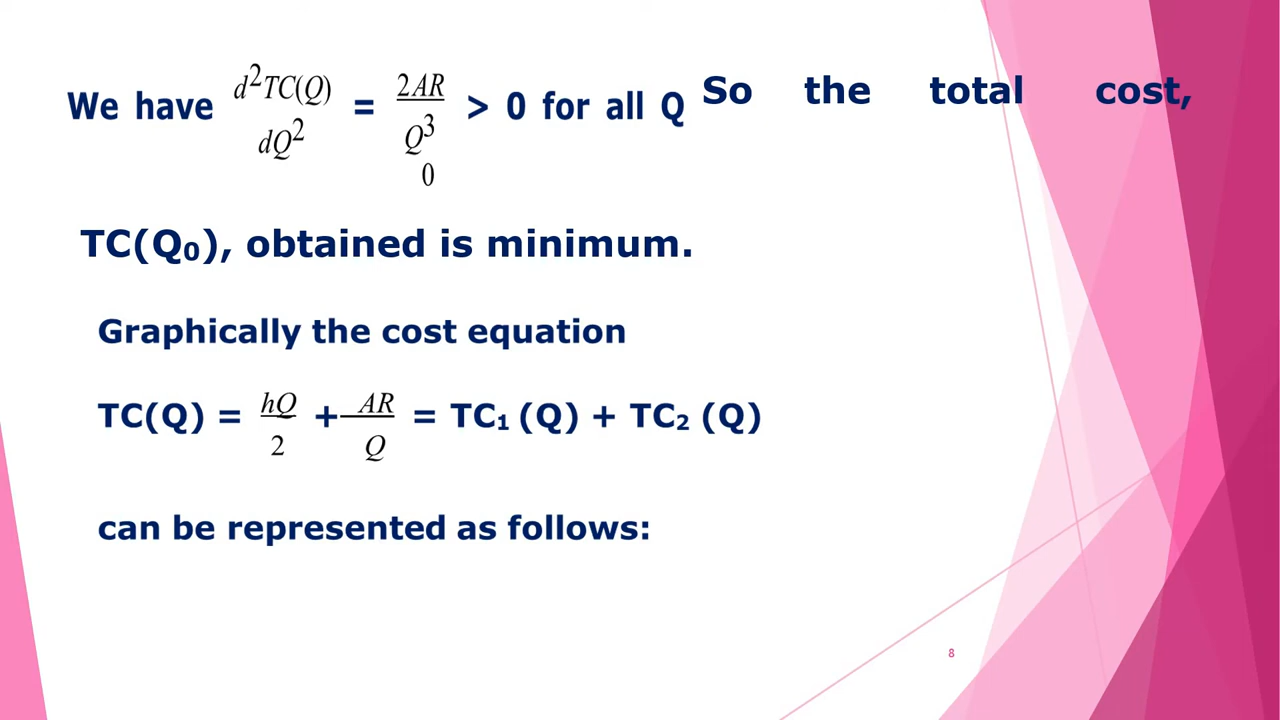 We have d²TC(Q)/dQ² = 2AR/Q³₀ > 0 for all Q So the total cost,
TC(Q₀), obtained is minimum.
Graphically the cost equation
TC(Q) = hQ/2 + AR/Q = TC₁ (Q) + TC₂ (Q)
can be represented as follows:
8